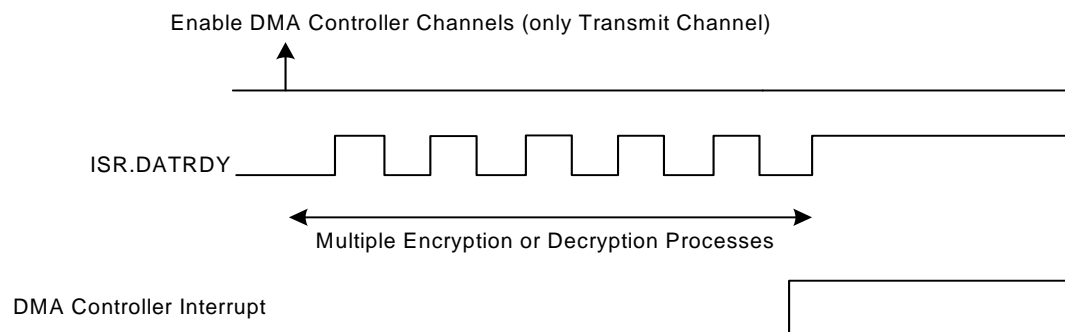 Enable DMA Controller Channels (only Transmit Channel)
ISR.DATRDY
Multiple Encryption or Decryption Processes
DMA Controller Interrupt